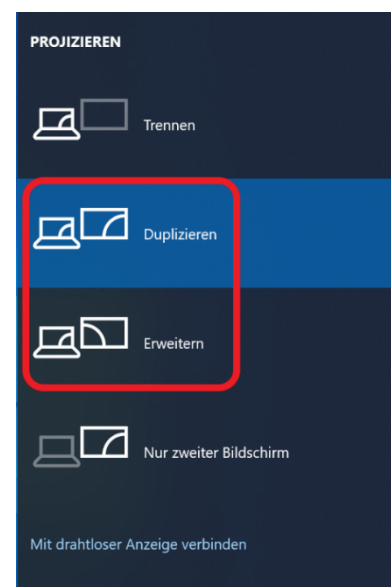 PROJIZIEREN
Trennen
Duplizieren
Erweitern
Nur zweiter Bildschirm
Mit drahtloser Anzeige verbinden